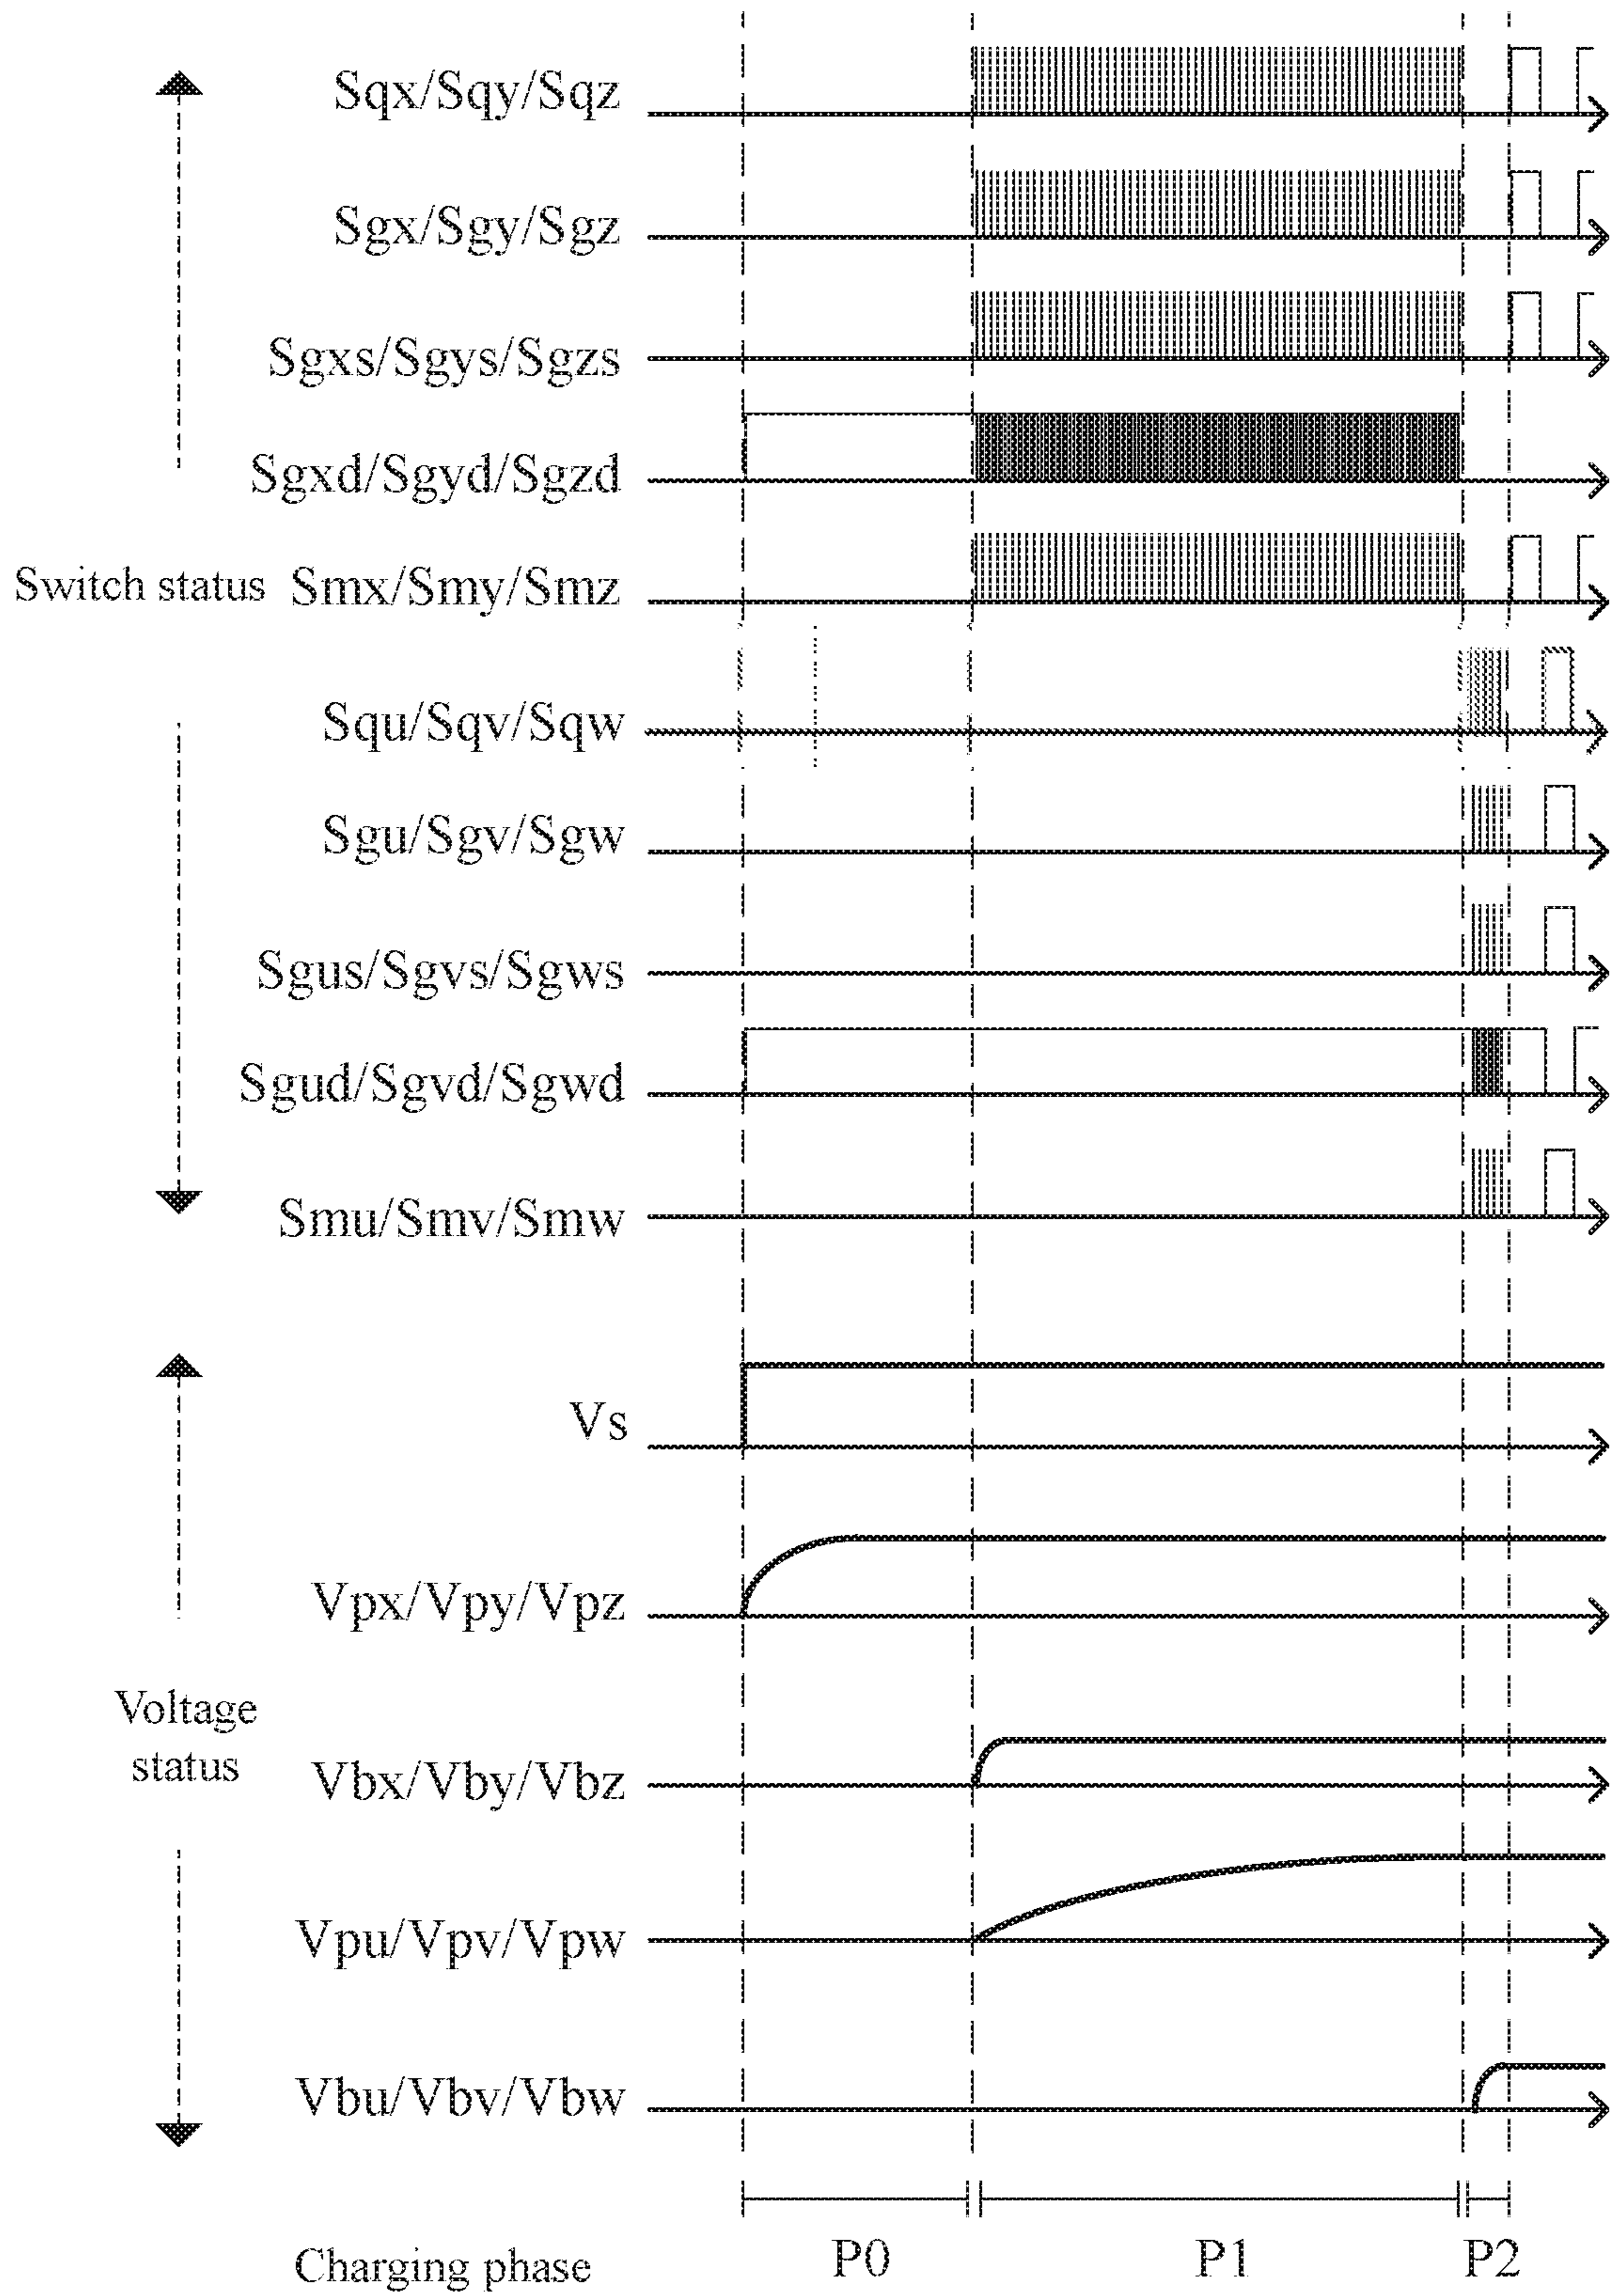 Sqx/Sqy/Sqz
Sgx/Sgy/Sgz
Sgxs/Sgys/Sgzs
Sgxd/Sgyd/Sgzd
Switch status Smx/Smy/Smz
Squ/Sqv/Sqw
Sgu/Sgv/Sgw
Sgus/Sgvs/Sgws
Sgud/Sgvd/Sgwd
Smu/Smv/Smw
Vs
Vpx/Vpy/Vpz
Voltage
status
Vbx/Vby/Vbz
Vpu/Vpv/Vpw
Vbu/Vbv/Vbw
Charging phase P0 P1 P2